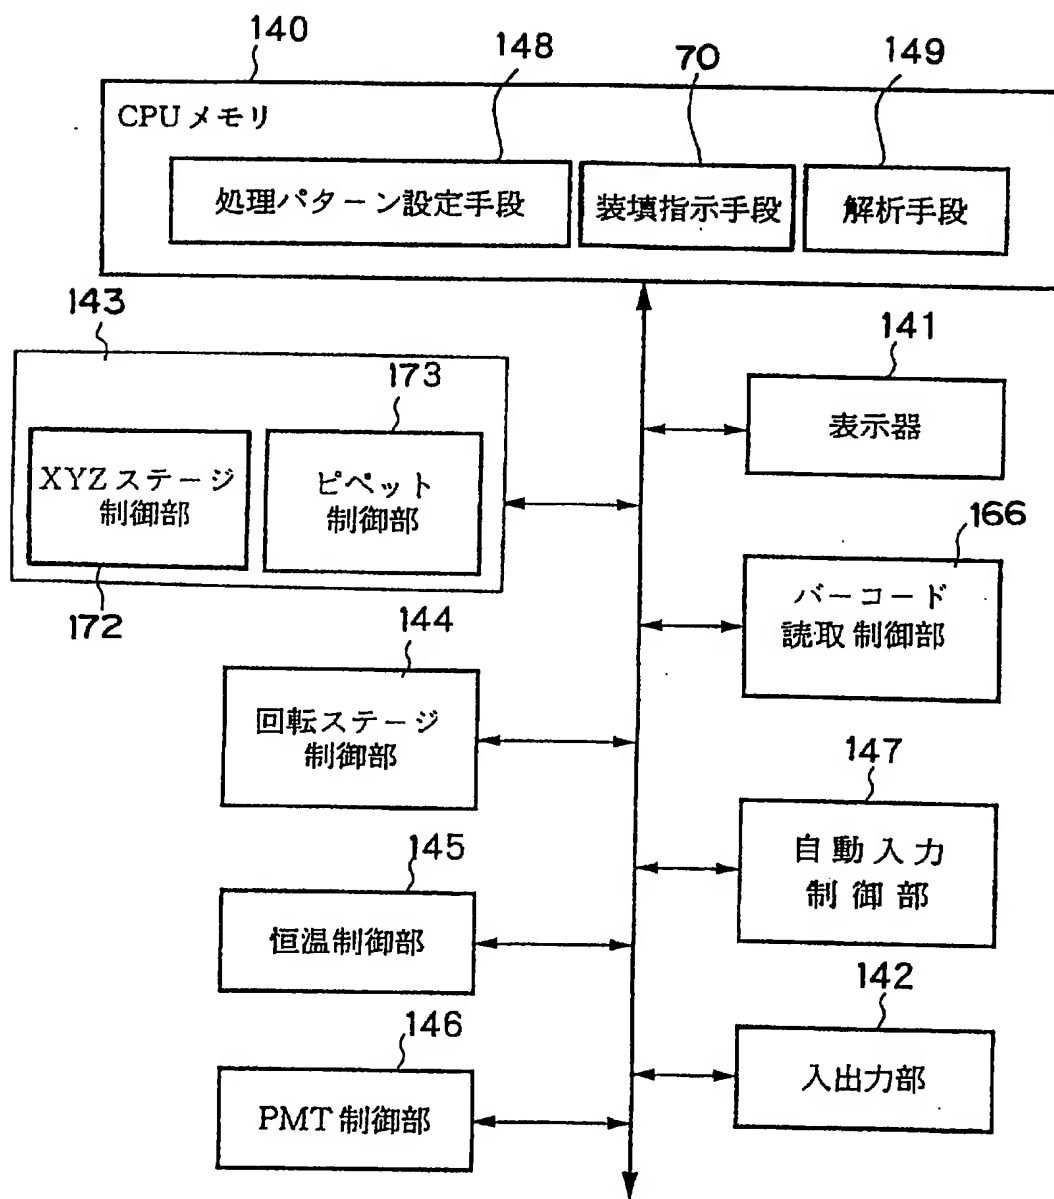 140
148
70
149
CPUメモリ
処理パターン設定手段
装填指示手段
解析手段
143
173
XYZステージ
制御部
ピペット
制御部
172
141
表示器
166
バーコード
読取制御部
144
回転ステージ
制御部
147
自動入力
制御部
145
恒温制御部
142
入出力部
146
PMT制御部